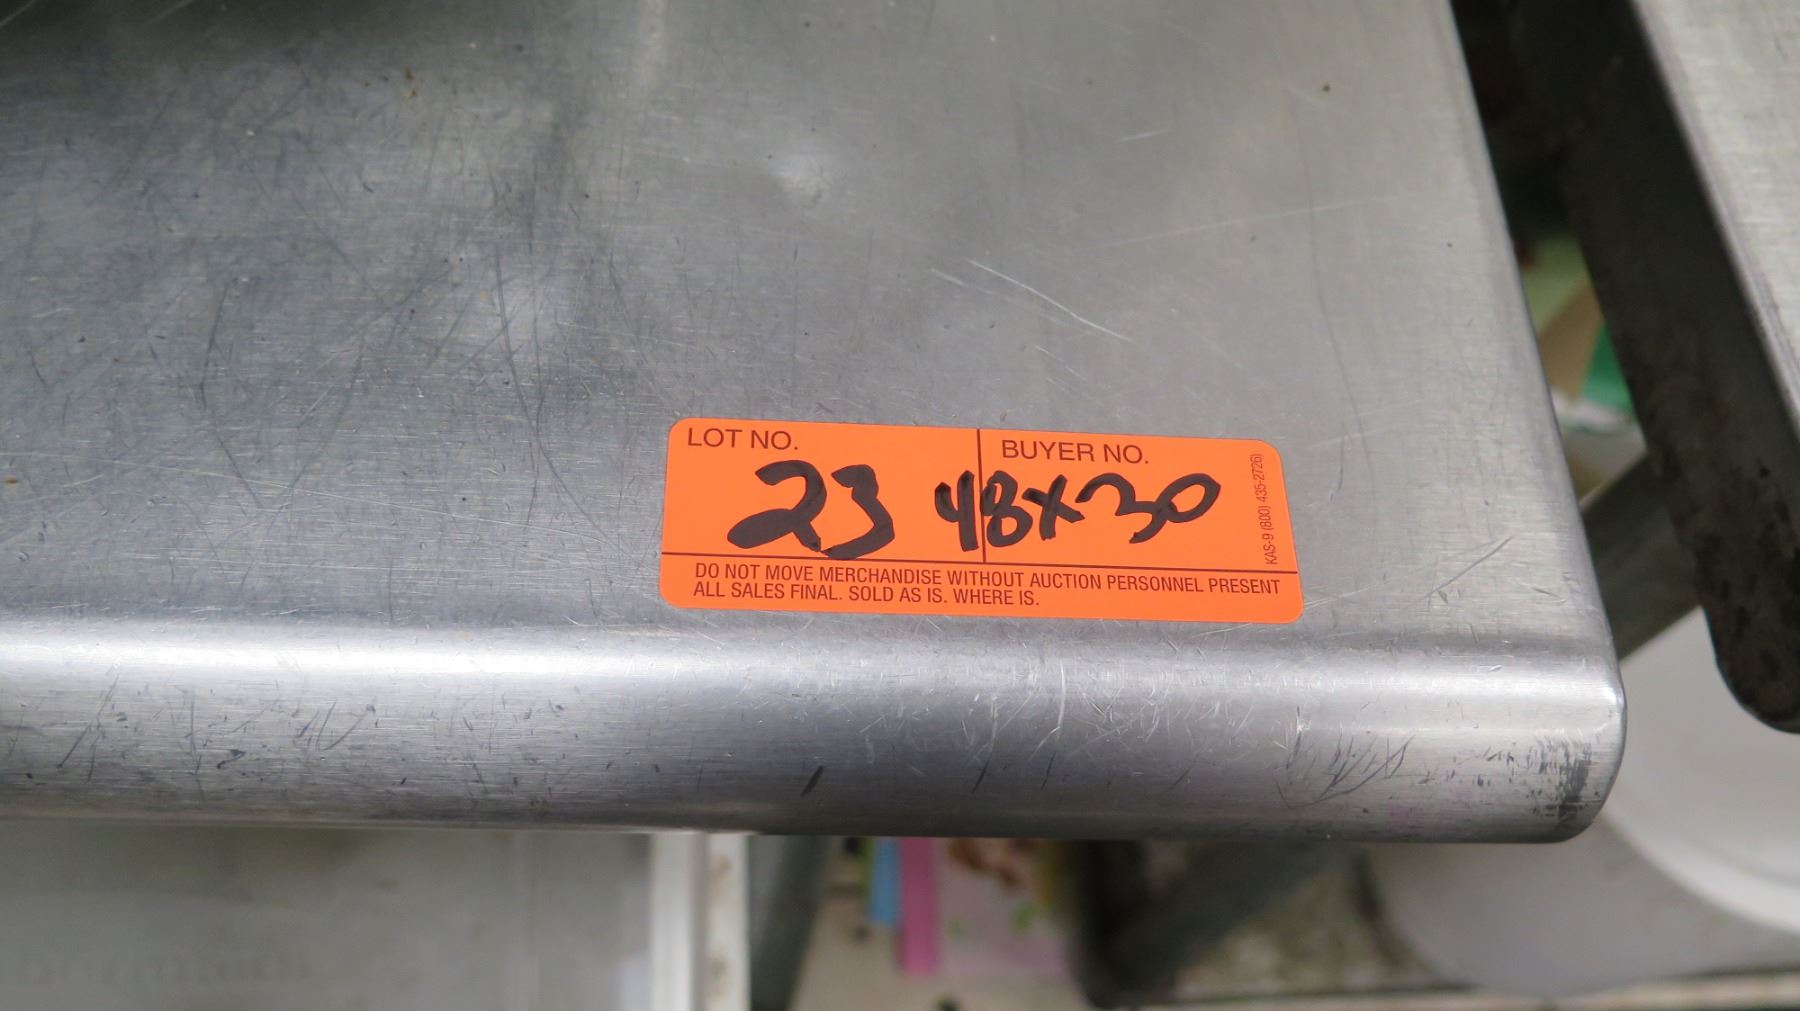 LOT NO. BUYER NO.
23 48x30
DO NOT MOVE MERCHANDISE WITHOUT AUCTION PERSONNEL PRESENT
ALL SALES FINAL. SOLD AS IS. WHERE IS.
KAS-9 (800) 435-2726)